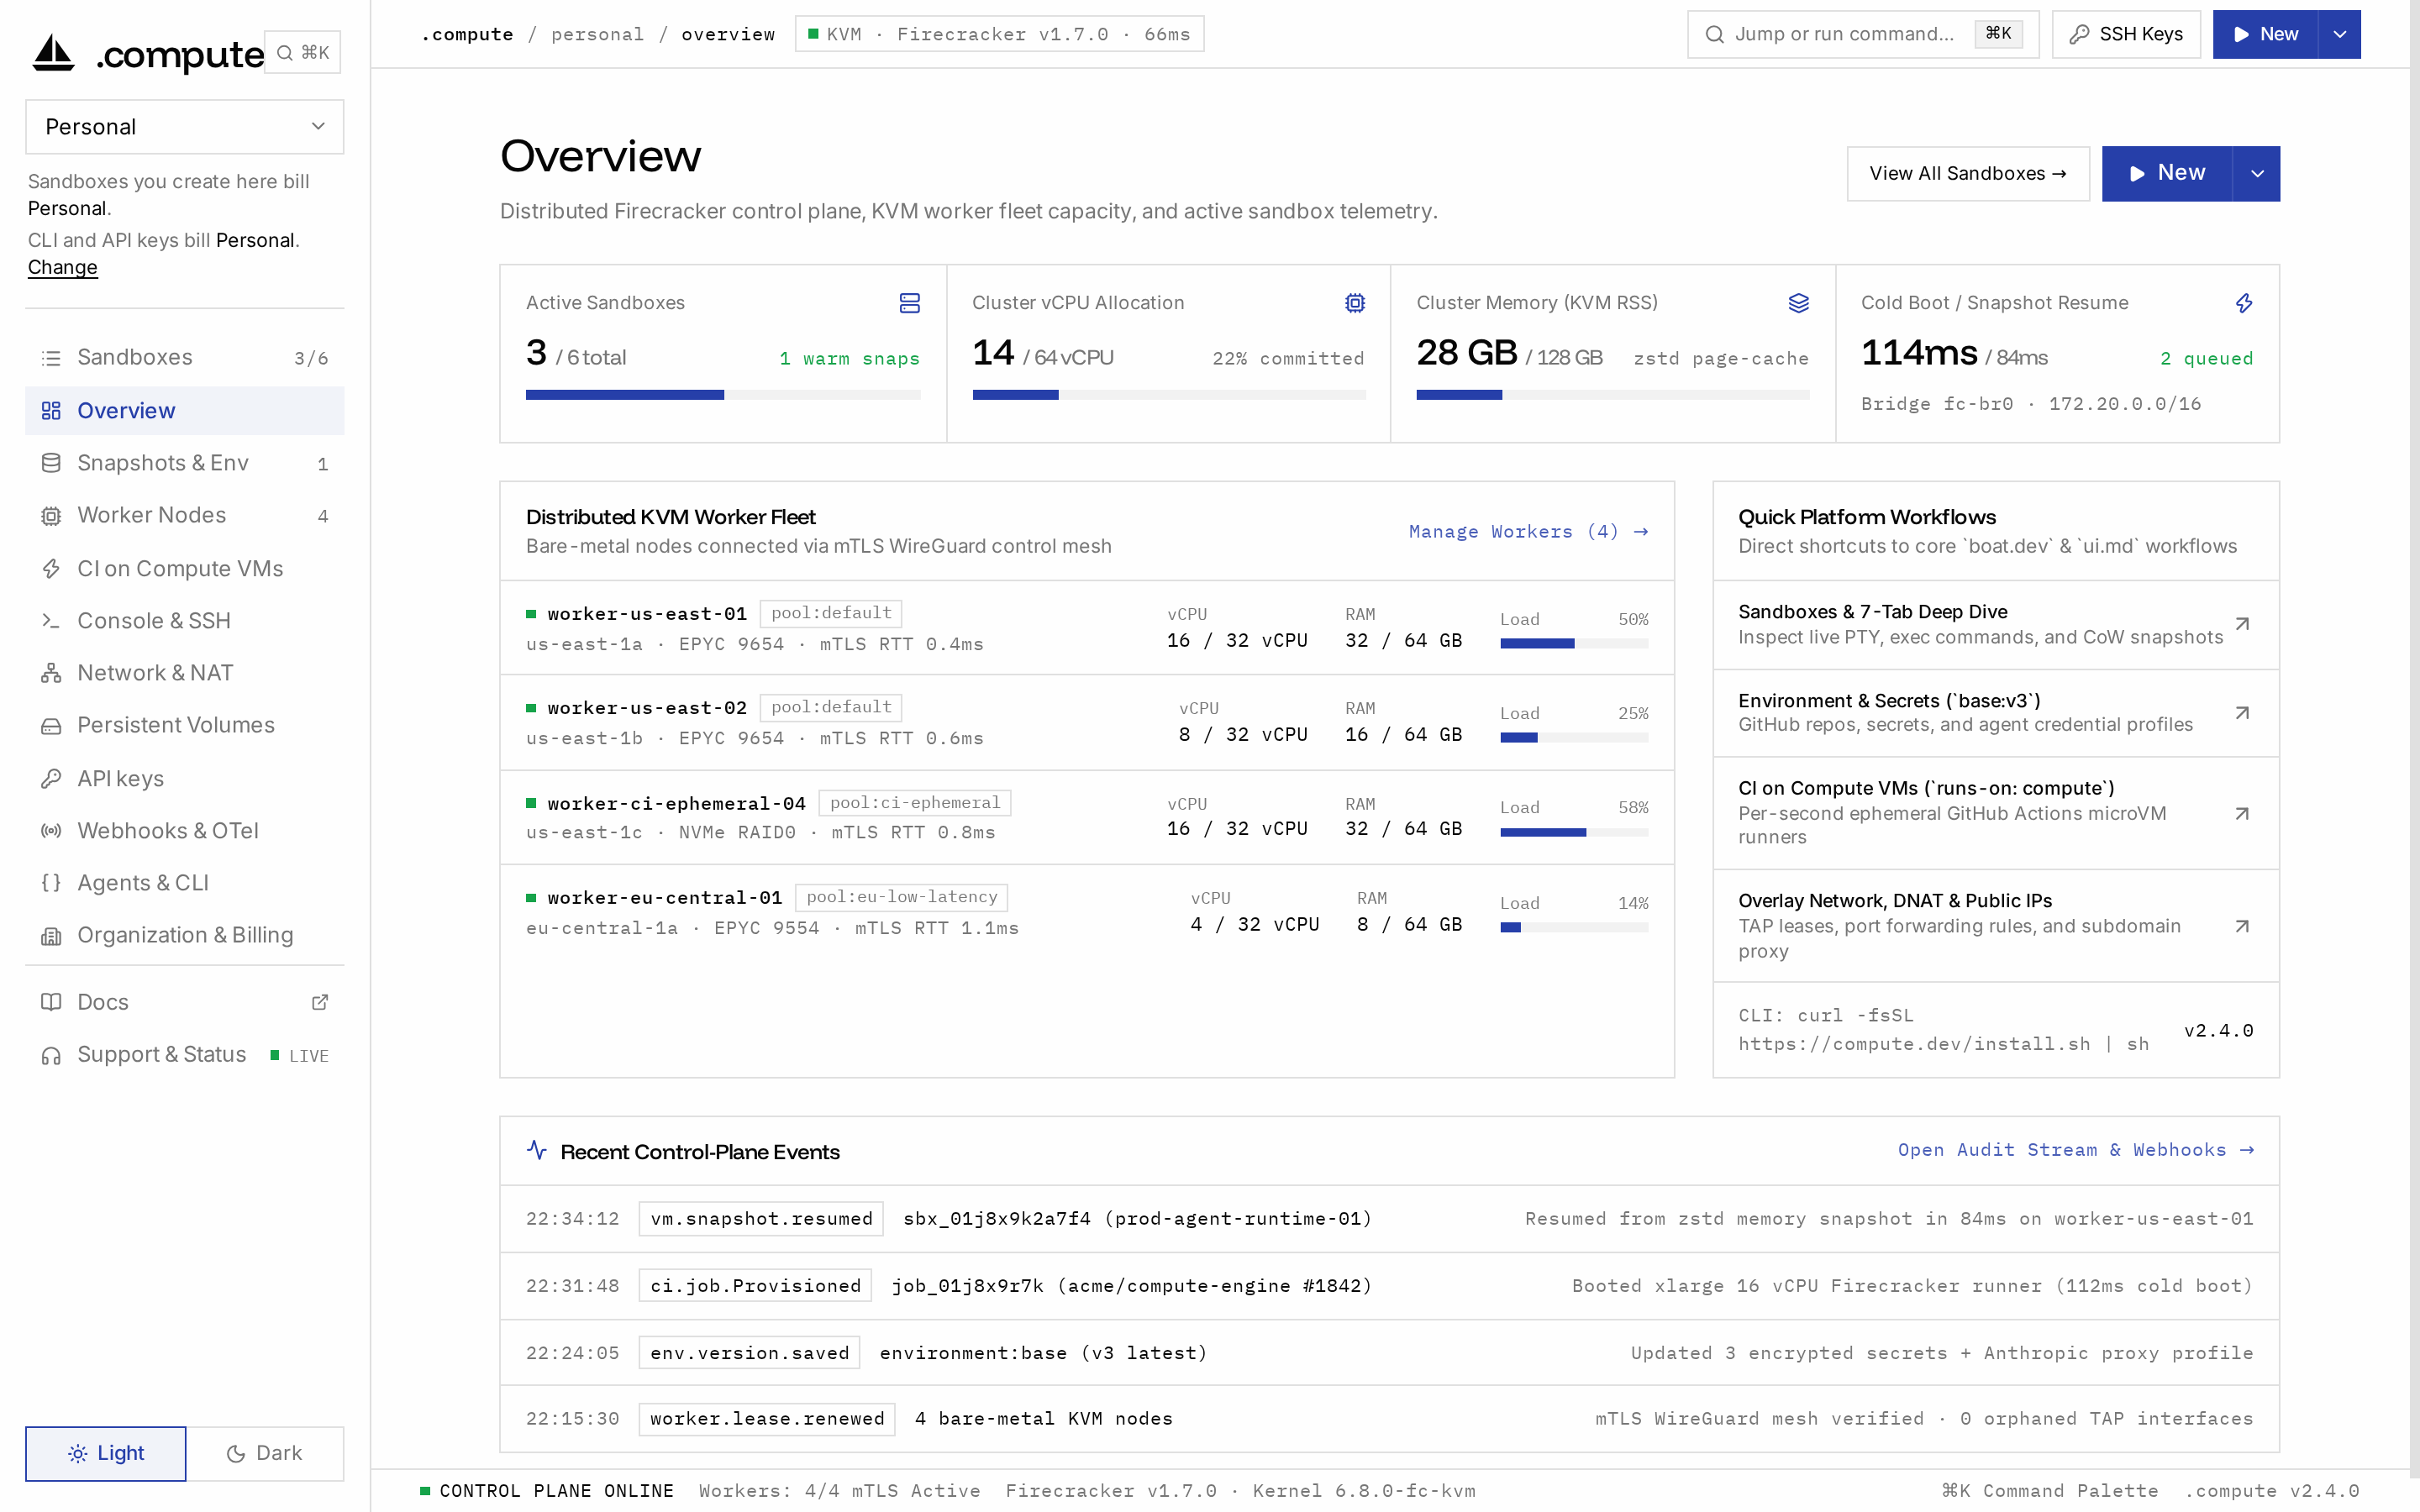 .compute ⌘K
Personal
Sandboxes you create here bill
Personal.
CLI and API keys bill Personal.
Change
Sandboxes 3/6
Overview
Snapshots & Env 1
Worker Nodes 4
CI on Compute VMs
Console & SSH
Network & NAT
Persistent Volumes
API keys
Webhooks & OTel
Agents & CLI
Organization & Billing
Docs
Support & Status LIVE
Light Dark
.compute / personal / overview KVM · Firecracker v1.7.0 · 66ms Jump or run command... ⌘K SSH Keys New
Overview
Distributed Firecracker control plane, KVM worker fleet capacity, and active sandbox telemetry.
View All Sandboxes → New
Active Sandboxes
3 / 6 total 1 warm snaps
Cluster vCPU Allocation
14 / 64 vCPU 22% committed
Cluster Memory (KVM RSS)
28 GB / 128 GB zstd page-cache
Cold Boot / Snapshot Resume
114ms / 84ms 2 queued
Bridge fc-br0 · 172.20.0.0/16
Distributed KVM Worker Fleet
Bare-metal nodes connected via mTLS WireGuard control mesh
Manage Workers (4) →
worker-us-east-01 pool:default vCPU RAM Load 50%
us-east-1a · EPYC 9654 · mTLS RTT 0.4ms 16 / 32 vCPU 32 / 64 GB
worker-us-east-02 pool:default vCPU RAM Load 25%
us-east-1b · EPYC 9654 · mTLS RTT 0.6ms 8 / 32 vCPU 16 / 64 GB
worker-ci-ephemeral-04 pool:ci-ephemeral vCPU RAM Load 58%
us-east-1c · NVMe RAID0 · mTLS RTT 0.8ms 16 / 32 vCPU 32 / 64 GB
worker-eu-central-01 pool:eu-low-latency vCPU RAM Load 14%
eu-central-1a · EPYC 9554 · mTLS RTT 1.1ms 4 / 32 vCPU 8 / 64 GB
Quick Platform Workflows
Direct shortcuts to core `boat.dev` & `ui.md` workflows
Sandboxes & 7-Tab Deep Dive
Inspect live PTY, exec commands, and CoW snapshots
Environment & Secrets (`base:v3`)
GitHub repos, secrets, and agent credential profiles
CI on Compute VMs (`runs-on: compute`)
Per-second ephemeral GitHub Actions microVM
runners
Overlay Network, DNAT & Public IPs
TAP leases, port forwarding rules, and subdomain
proxy
CLI: curl -fsSL
https://compute.dev/install.sh | sh v2.4.0
Recent Control-Plane Events Open Audit Stream & Webhooks →
22:34:12 vm.snapshot.resumed sbx_01j8x9k2a7f4 (prod-agent-runtime-01) Resumed from zstd memory snapshot in 84ms on worker-us-east-01
22:31:48 ci.job.Provisioned job_01j8x9r7k (acme/compute-engine #1842) Booted xlarge 16 vCPU Firecracker runner (112ms cold boot)
22:24:05 env.version.saved environment:base (v3 latest) Updated 3 encrypted secrets + Anthropic proxy profile
22:15:30 worker.lease.renewed 4 bare-metal KVM nodes mTLS WireGuard mesh verified · 0 orphaned TAP interfaces
CONTROL PLANE ONLINE Workers: 4/4 mTLS Active Firecracker v1.7.0 · Kernel 6.8.0-fc-kvm ⌘K Command Palette .compute v2.4.0